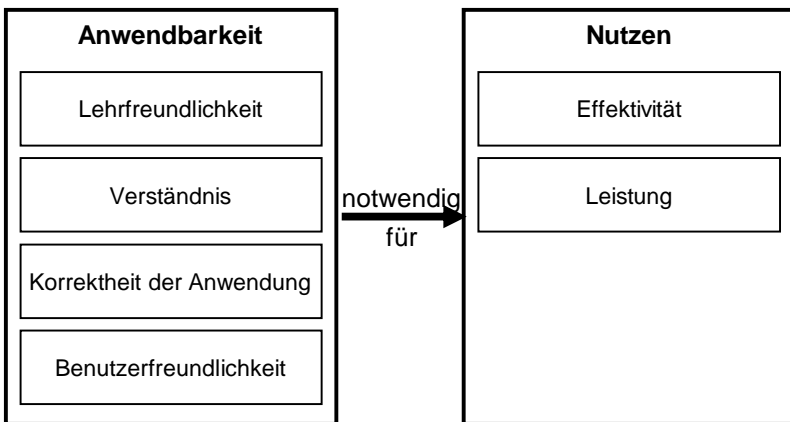 Anwendbarkeit
Lehrfreundlichkeit
Verständnis
Korrektheit der Anwendung
Benutzerfreundlichkeit
notwendig
für
Nutzen
Effektivität
Leistung